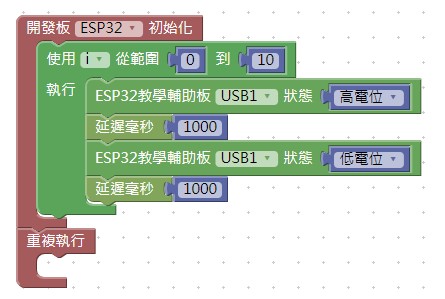 開發板 ESP32 初始化
使用 i 從範圍 0 到 10
執行
ESP32教學輔助板 USB1 狀態 高電位
延遲毫秒 1000
ESP32教學輔助板 USB1 狀態 低電位
延遲毫秒 1000
重複執行